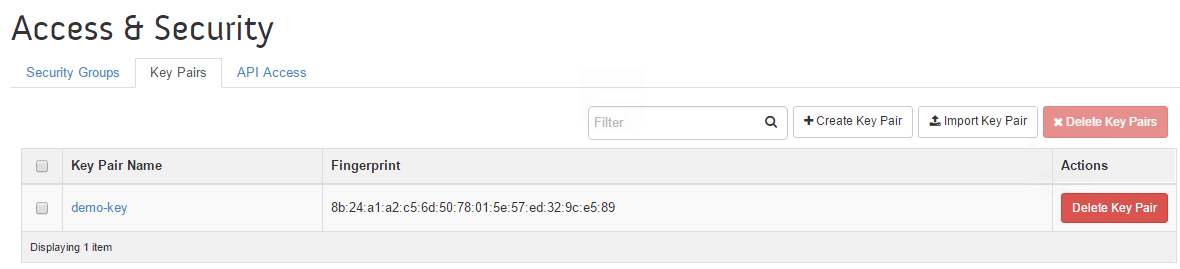 Access & Security
Security Groups Key Pairs API Access
Filter Create Key Pair Import Key Pair Delete Key Pairs
Key Pair Name Fingerprint Actions
demo-key 8b:24:a1:a2:c5:6d:50:78:01:5e:57:ed:32:9c:e5:89 Delete Key Pair
Displaying 1 item